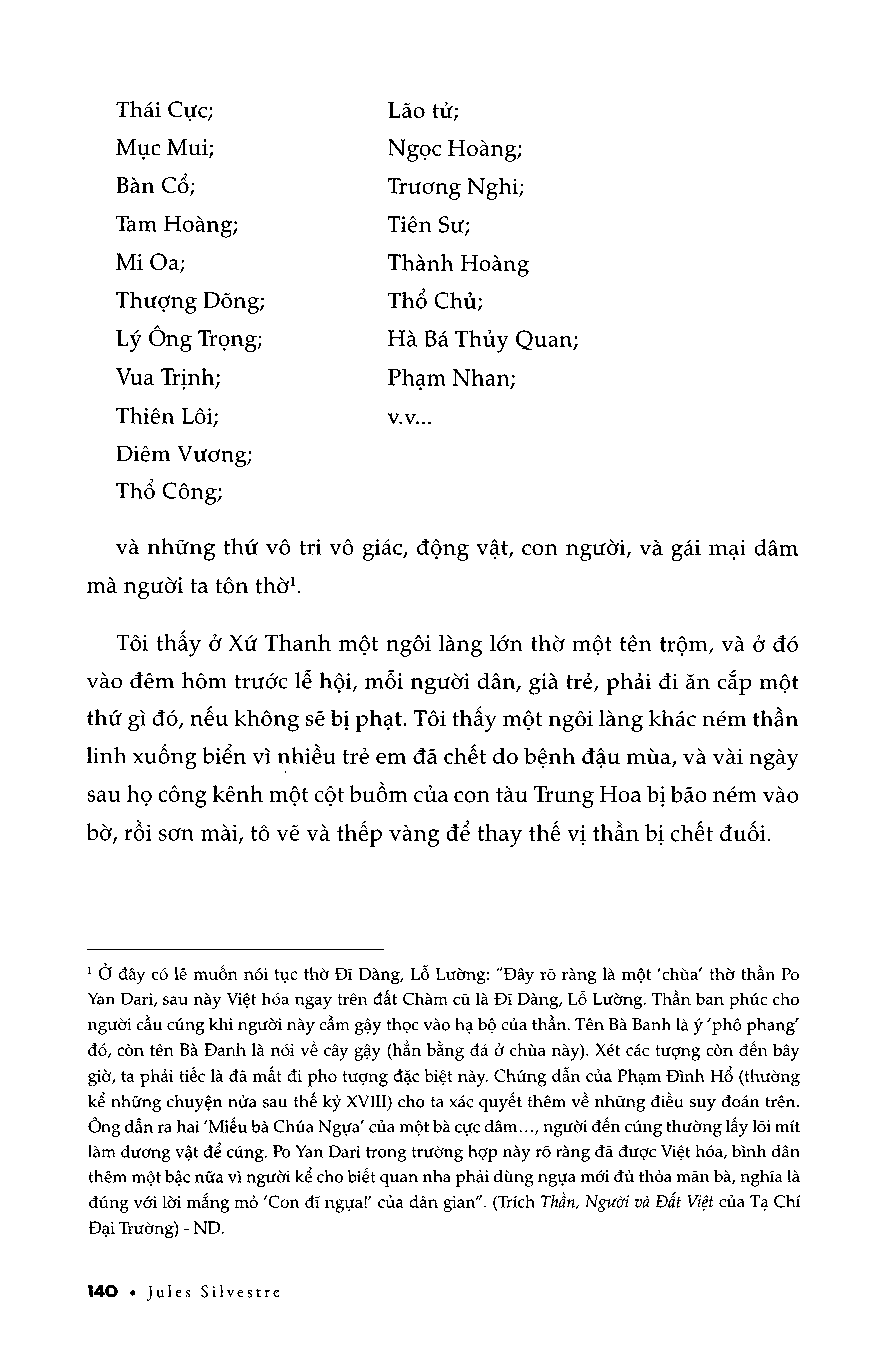 Thái Cực;
Mục Mui;
Bàn Cổ;
Tam Hoàng;
Mi Oa;
Thượng Dõng;
Lý Ông Trọng;
Vua Trịnh;
Thiên Lôi;
Diêm Vương;
Thổ Công;
Lão tử;
Ngọc Hoàng;
Trương Nghi;
Tiên Sư;
Thành Hoàng
Thổ Chủ;
Hà Bá Thủy Quan;
Phạm Nhan;
v.v...
và những thứ vô tri vô giác, động vật, con người, và gái mại dâm
mà người ta tôn thờ¹.
Tôi thấy ở Xứ Thanh một ngôi làng lớn thờ một tên trộm, và ở đó
vào đêm hôm trước lễ hội, mỗi người dân, già trẻ, phải đi ăn cắp một
thứ gì đó, nếu không sẽ bị phạt. Tôi thấy một ngôi làng khác ném thần
linh xuống biển vì nhiều trẻ em đã chết do bệnh đậu mùa, và vài ngày
sau họ công kênh một cột buồm của con tàu Trung Hoa bị bão ném vào
bờ, rồi sơn mài, tô vẽ và thếp vàng để thay thế vị thần bị chết đuối.
¹ Ở đây có lẽ muốn nói tục thờ Đĩ Dàng, Lỗ Lường: "Đây rõ ràng là một 'chùa' thờ thần Po
Yan Dari, sau này Việt hóa ngay trên đất Chàm cũ là Đĩ Dàng, Lỗ Lường. Thần ban phúc cho
người cầu cúng khi người này cầm gậy thọc vào hạ bộ của thần. Tên Bà Banh là ý 'phô phang'
đó, còn tên Bà Đanh là nói về cây gậy (hẳn bằng đá ở chùa này). Xét các tượng còn đến bây
giờ, ta phải tiếc là đã mất đi pho tượng đặc biệt này. Chứng dẫn của Phạm Đình Hổ (thường
kể những chuyện nửa sau thế kỷ XVIII) cho ta xác quyết thêm về những điều suy đoán trên.
Ông dẫn ra hai 'Miếu bà Chúa Ngựa' của một bà cực dâm..., người đến cúng thường lấy lõi mít
làm dương vật để cúng. Po Yan Dari trong trường hợp này rõ ràng đã được Việt hóa, bình dân
thêm một bậc nữa vì người kể cho biết quan nha phải dùng ngựa mới đủ thỏa mãn bà, nghĩa là
đúng với lời mắng mỏ 'Con đĩ ngựa!' của dân gian". (Trích Thần, Người và Đất Việt của Tạ Chí
Đại Trường) - ND.
140 • Jules Silvestre